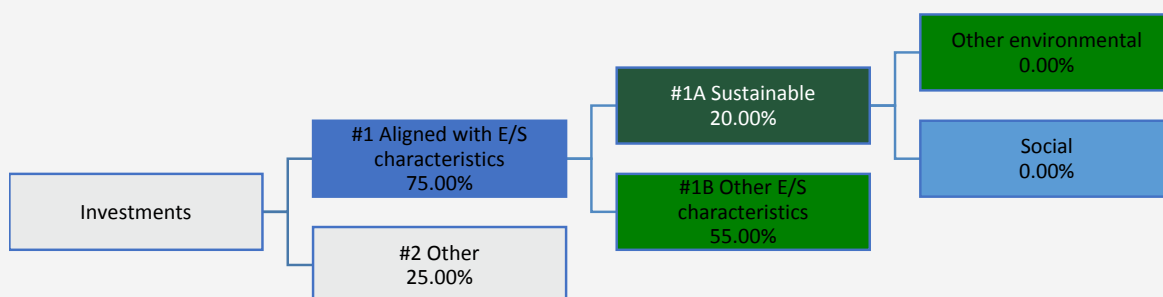 Investments
#1 Aligned with E/S
characteristics
75.00%
#2 Other
25.00%
#1A Sustainable
20.00%
#1B Other E/S
characteristics
55.00%
Other environmental
0.00%
Social
0.00%